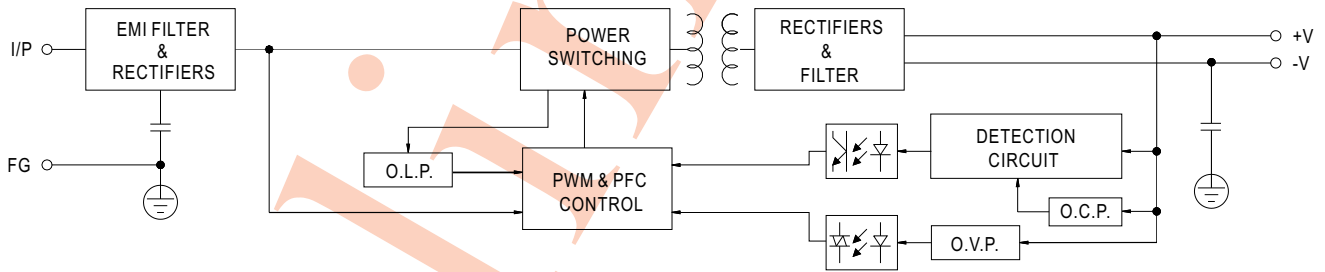 I/P
EMI FILTER
&
RECTIFIERS
POWER
SWITCHING
RECTIFIERS
&
FILTER
+V
-V
FG
O.L.P.
PWM & PFC
CONTROL
DETECTION
CIRCUIT
O.C.P.
O.V.P.